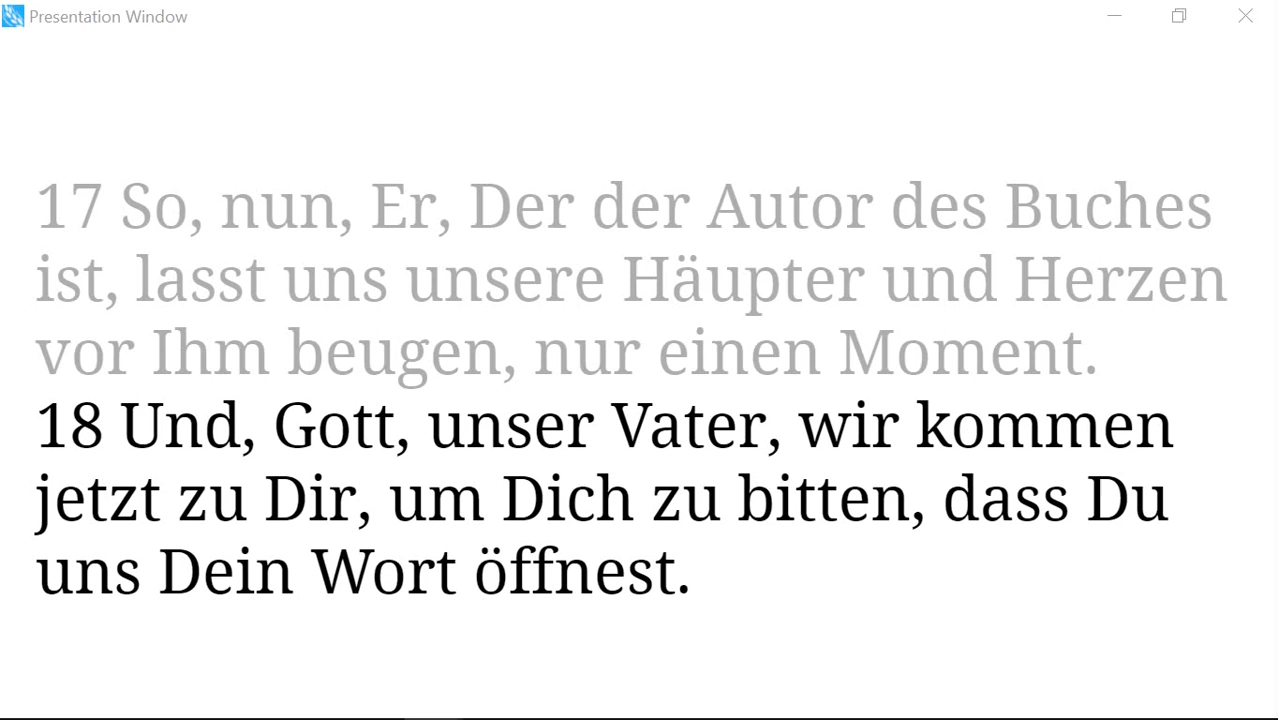 Presentation Window
17 So, nun, Er, Der der Autor des Buches
ist, lasst uns unsere Häupter und Herzen
vor Ihm beugen, nur einen Moment.
18 Und, Gott, unser Vater, wir kommen
jetzt zu Dir, um Dich zu bitten, dass Du
uns Dein Wort öffnest.